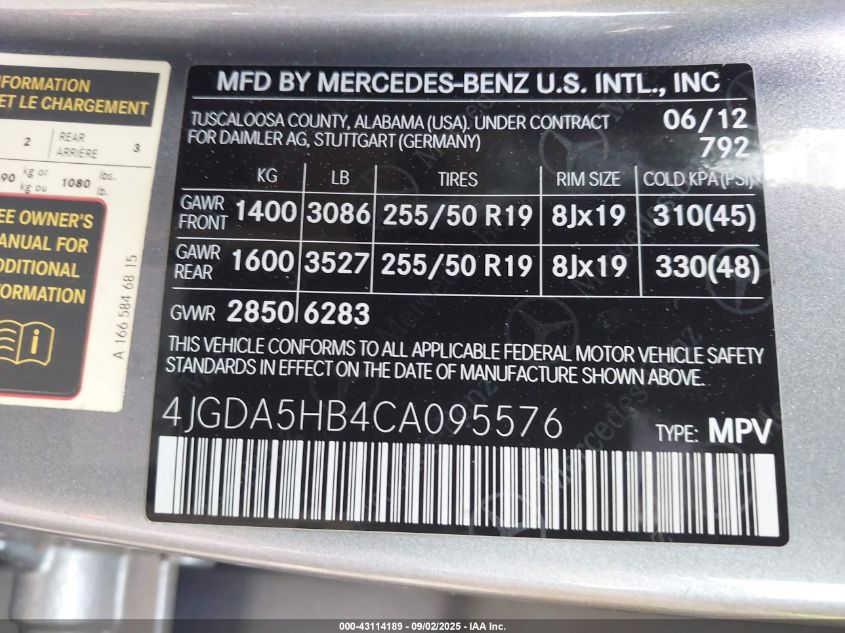 INFORMATION
ET LE CHARGEMENT
2 REAR ARRIÈRE 3
kg or kg ou 1080 lbs. lb.
OWNER'S
MANUAL FOR
ADDITIONAL
INFORMATION
A 166 584 68 15
MFD BY MERCEDES-BENZ U.S. INTL., INC
TUSCALOOSA COUNTY, ALABAMA (USA). UNDER CONTRACT 06/12
FOR DAIMLER AG, STUTTGART (GERMANY) 792
KG LB TIRES RIM SIZE COLD KPA (PSI)
GAWR FRONT 1400 3086 255/50 R19 8Jx19 310(45)
GAWR REAR 1600 3527 255/50 R19 8Jx19 330(48)
GVWR 2850 6283
THIS VEHICLE CONFORMS TO ALL APPLICABLE FEDERAL MOTOR VEHICLE SAFETY
STANDARDS IN EFFECT ON THE DATE OF MANUFACTURE SHOWN ABOVE.
4JGDA5HB4CA095576 TYPE: MPV
000-43114189 - 09/02/2025 - IAA Inc.